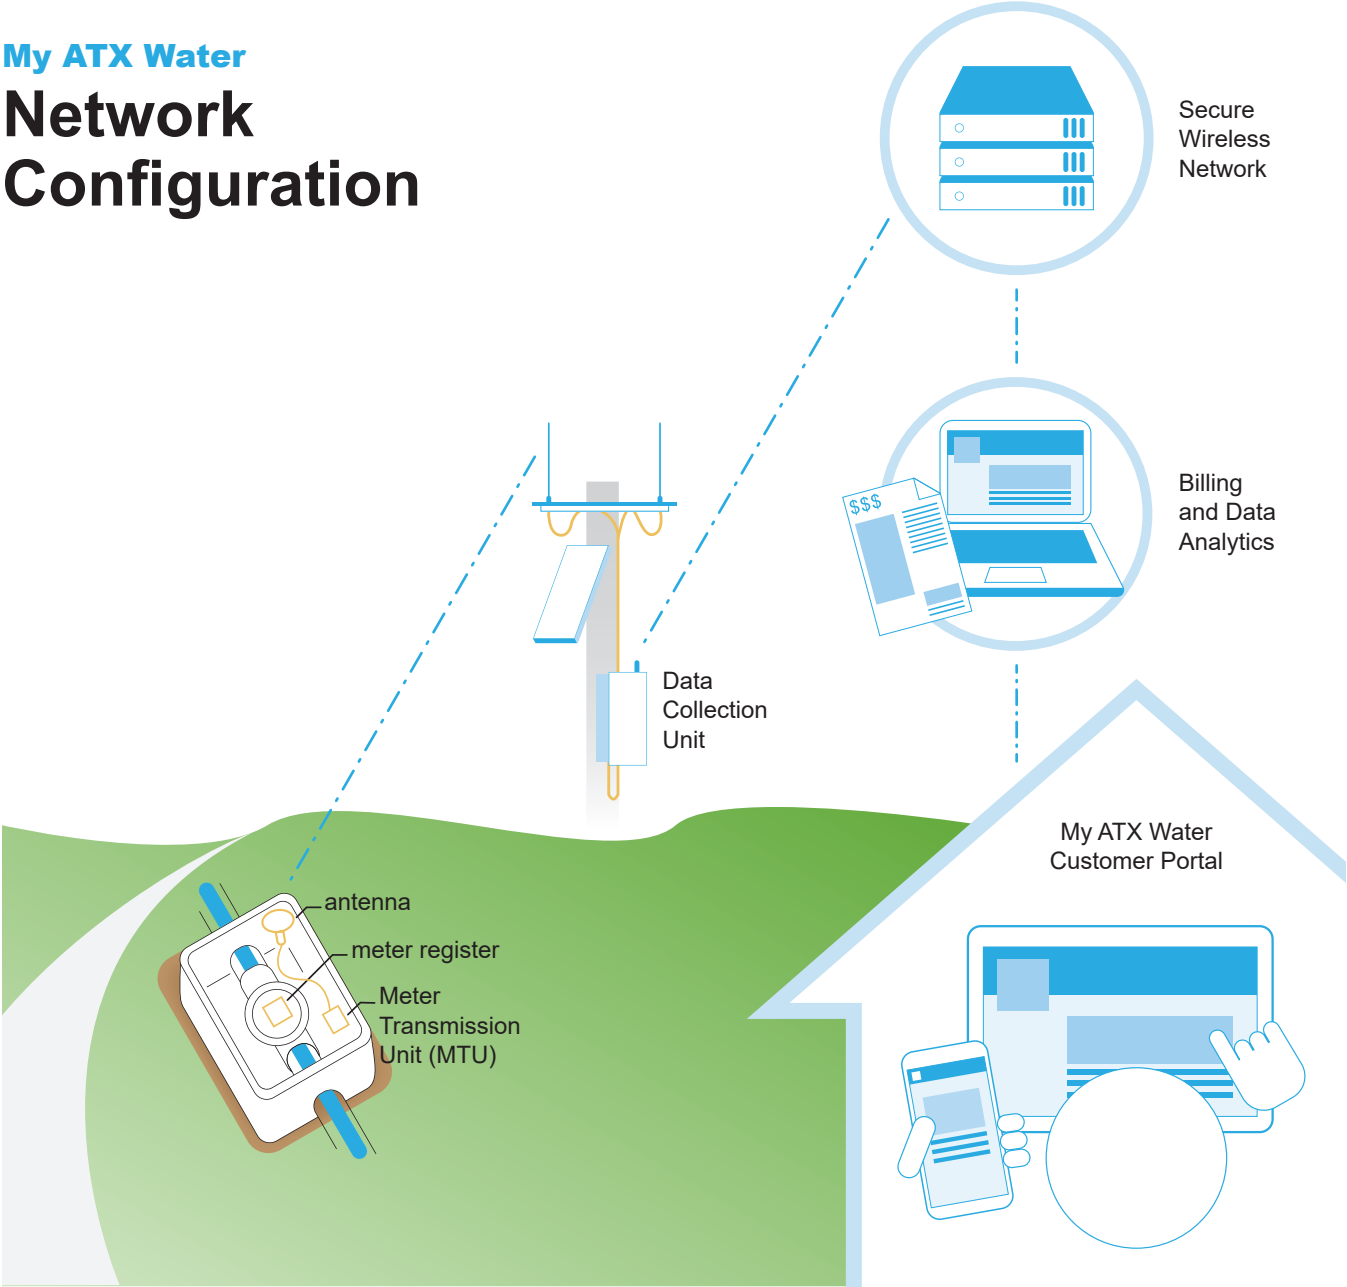 My ATX Water
Network
Configuration
Secure
Wireless
Network
Billing
and Data
Analytics
$$$
Data
Collection
Unit
My ATX Water
Customer Portal
antenna
meter register
Meter
Transmission
Unit (MTU)